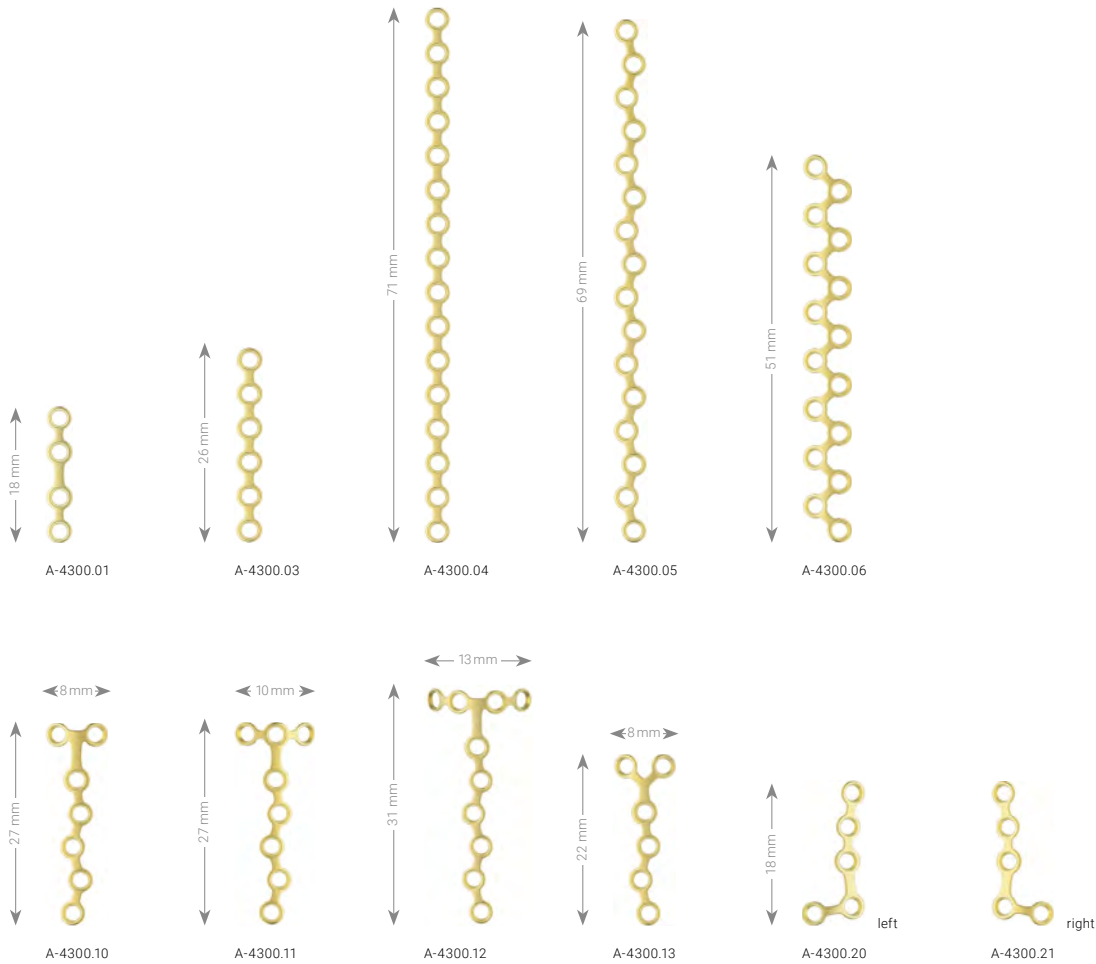 71 mm
69 mm
51 mm
26 mm
18 mm
A-4300.01
A-4300.03
A-4300.04
A-4300.05
A-4300.06
13 mm
8 mm
10 mm
8 mm
27 mm
27 mm
31 mm
22 mm
18 mm
left
right
A-4300.10
A-4300.11
A-4300.12
A-4300.13
A-4300.20
A-4300.21